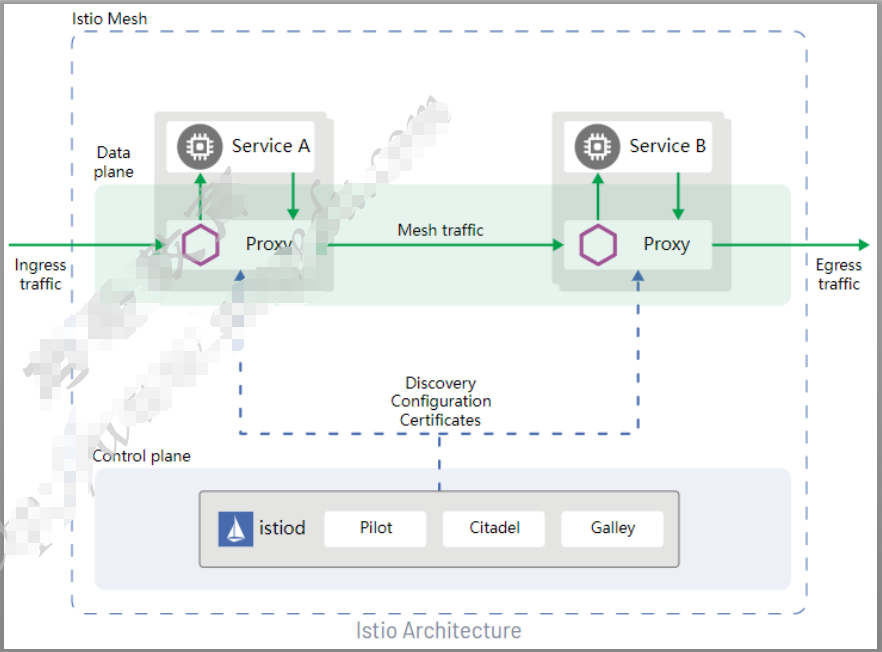 Istio Mesh
Service A
Service B
Data
plane
Proxy
Mesh traffic
Proxy
Ingress
traffic
Egress
traffic
Discovery
Configuration
Certificates
Control plane
istiod
Pilot
Citadel
Galley
Istio Architecture